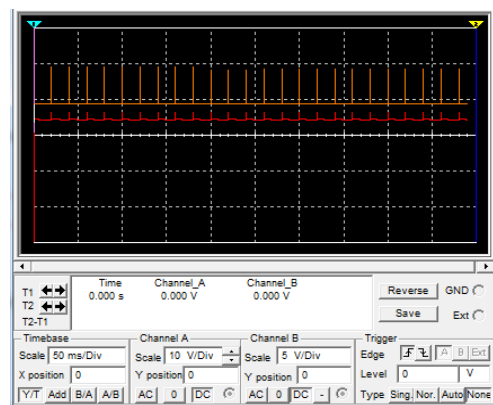 1 2
T1 Time Channel_A Channel_B Reverse GND
T2 0.000 s 0.000 V 0.000 V
T2-T1 Save Ext
Timebase Channel A Channel B Trigger
Scale 50 ms/Div Scale 10 V/Div Scale 5 V/Div Edge A B Ext
X position 0 Y position 0 Y position 0 Level 0 V
Y/T Add B/A A/B AC 0 DC AC 0 DC - Type Sing. Nor. Auto None